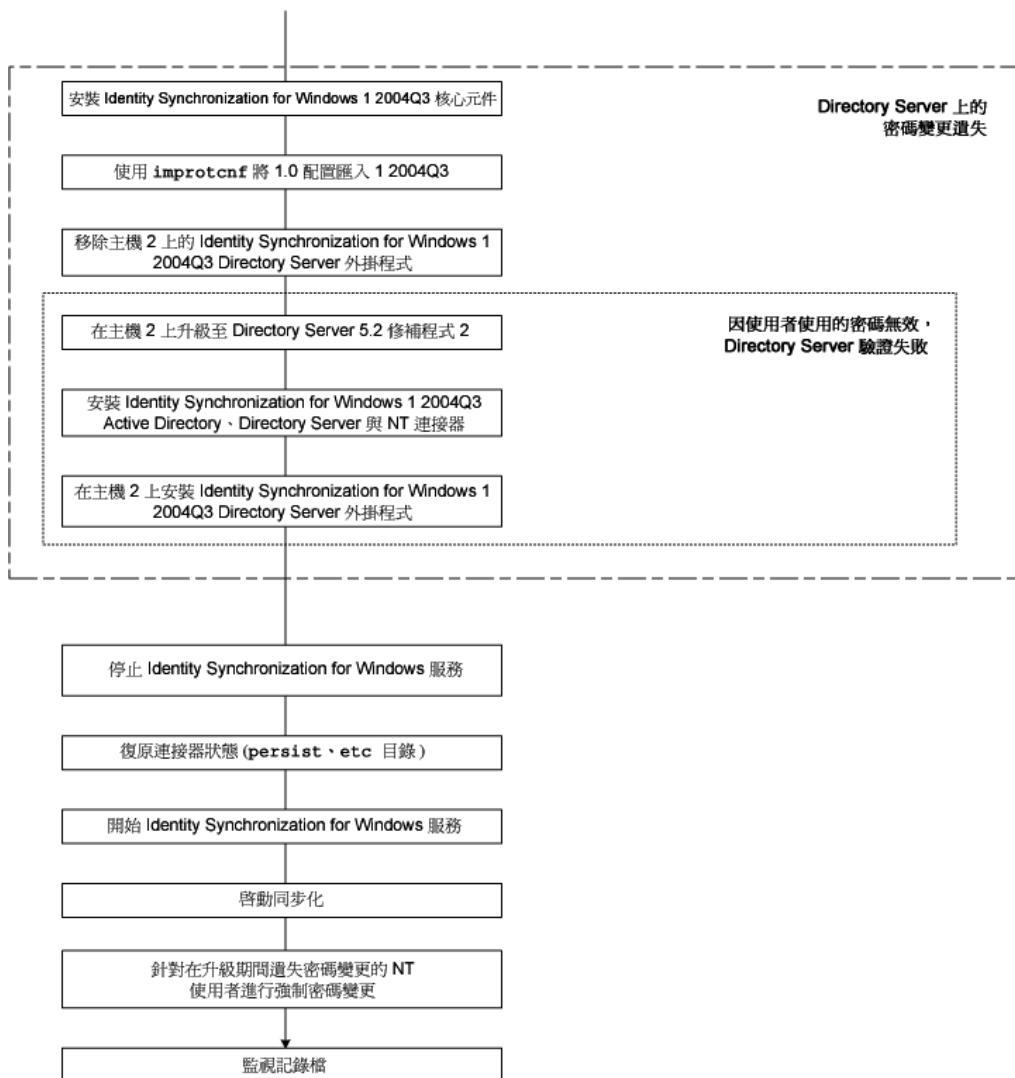 安裝 Identity Synchronization for Windows 1 2004Q3 核心元件
Directory Server 上的
密碼變更遺失
使用 improtcnf 將 1.0 配置匯入 1 2004Q3
移除主機 2 上的 Identity Synchronization for Windows 1
2004Q3 Directory Server 外掛程式
在主機 2 上升級至 Directory Server 5.2 修補程式 2
因使用者使用的密碼無效，
Directory Server 驗證失敗
安裝 Identity Synchronization for Windows 1 2004Q3
Active Directory、Directory Server 與 NT 連接器
在主機 2 上安裝 Identity Synchronization for Windows 1
2004Q3 Directory Server 外掛程式
停止 Identity Synchronization for Windows 服務
復原連接器狀態 (persist、etc 目錄)
開始 Identity Synchronization for Windows 服務
啓動同步化
針對在升級期間遺失密碼變更的 NT
使用者進行強制密碼變更
監視記錄檔